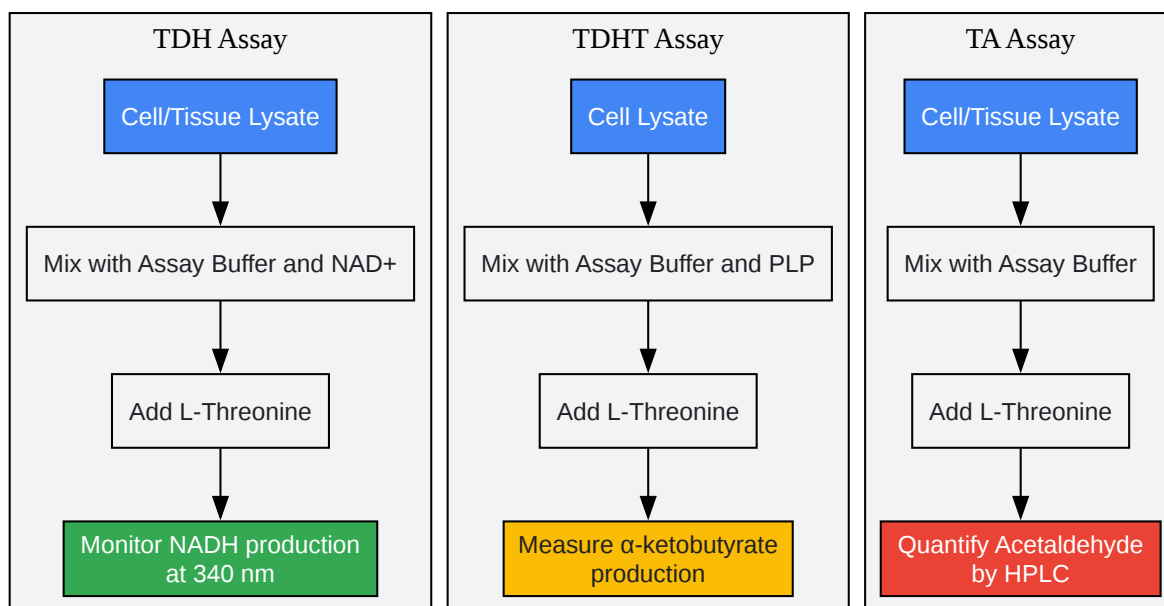 TDH Assay
Cell/Tissue Lysate
Mix with Assay Buffer and NAD+
Add L-Threonine
Monitor NADH production
at 340 nm
TDHT Assay
Cell Lysate
Mix with Assay Buffer and PLP
Add L-Threonine
Measure α-ketobutyrate
production
TA Assay
Cell/Tissue Lysate
Mix with Assay Buffer
Add L-Threonine
Quantify Acetaldehyde
by HPLC